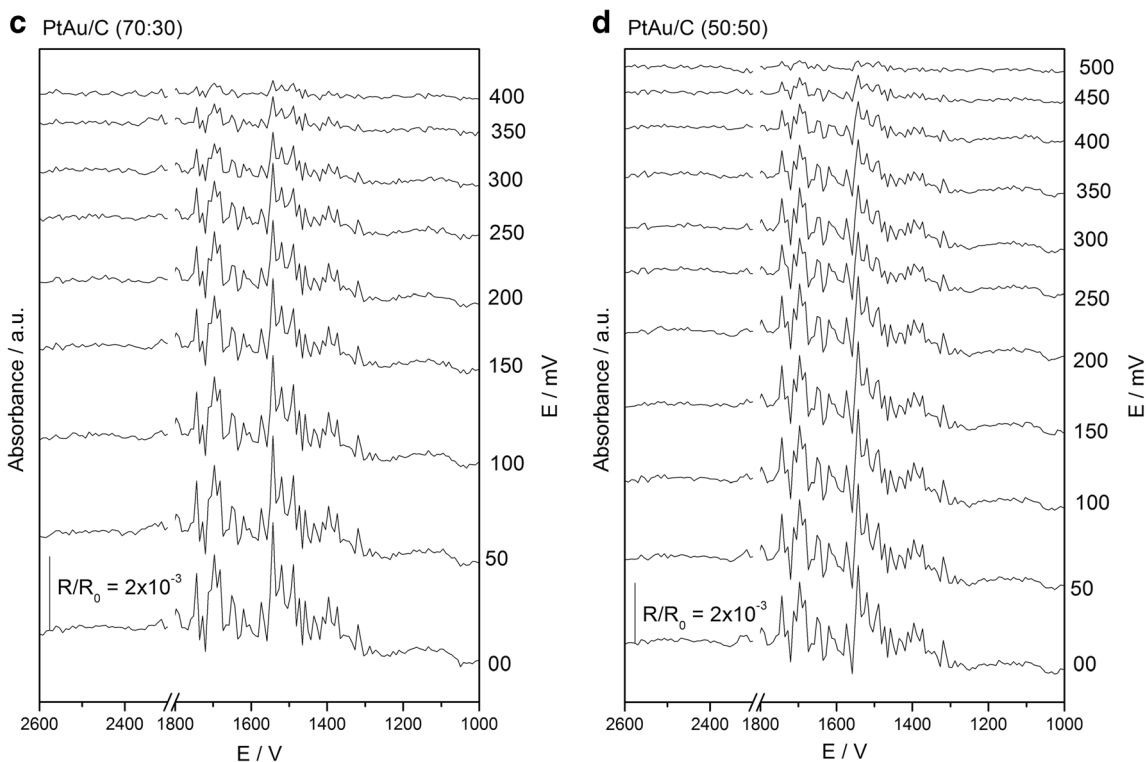 c PtAu/C (70:30)
400
350
300
250
200
150
100
50
00
Absorbance / a.u.
E / mV
R/R0 = 2x10-3
2600 2400 1800 1600 1400 1200 1000
E / V
d PtAu/C (50:50)
500
450
400
350
300
250
200
150
100
50
00
Absorbance / a.u.
E / mV
R/R0 = 2x10-3
2600 2400 1800 1600 1400 1200 1000
E / V